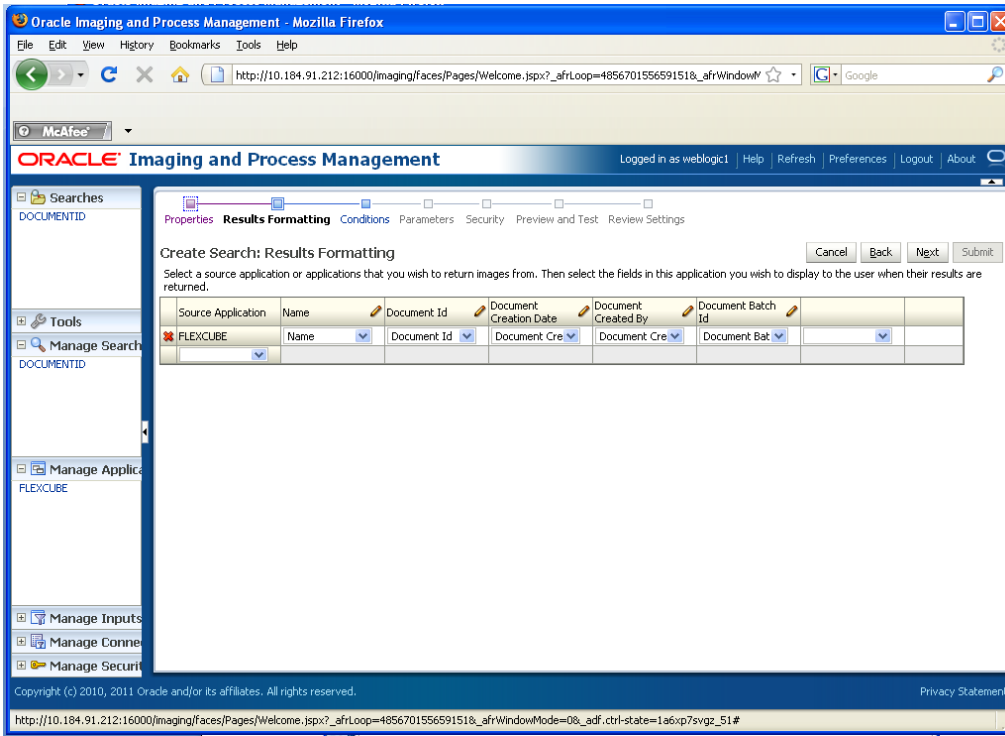 Oracle Imaging and Process Management - Mozilla Firefox
File Edit View History Bookmarks Tools Help
http://10.184.91.212:16000/imaging/faces/Pages/Welcome.jspx?_afrLoop=485670155659151&_afrWindowM
G Google
McAfee
ORACLE Imaging and Process Management
Logged in as weblogic1 Help Refresh Preferences Logout About
Searches
DOCUMENTID
Tools
Manage Search
DOCUMENTID
Manage Applica
FLEXCUBE
Manage Inputs
Manage Conne
Manage Securit
Properties Results Formatting Conditions Parameters Security Preview and Test Review Settings
Create Search: Results Formatting
Cancel Back Next Submit
Select a source application or applications that you wish to return images from. Then select the fields in this application you wish to display to the user when their results are
returned.
Source Application Name Document Id Document Creation Date Document Created By Document Batch Id
FLEXCUBE Name Document Id Document Cre Document Cre Document Bat
Copyright (c) 2010, 2011 Oracle and/or its affiliates. All rights reserved.
Privacy Statement
http://10.184.91.212:16000/imaging/faces/Pages/Welcome.jspx?_afrLoop=485670155659151&_afrWindowMode=0&_adf.ctrl-state=1a6xp7svgz_51#